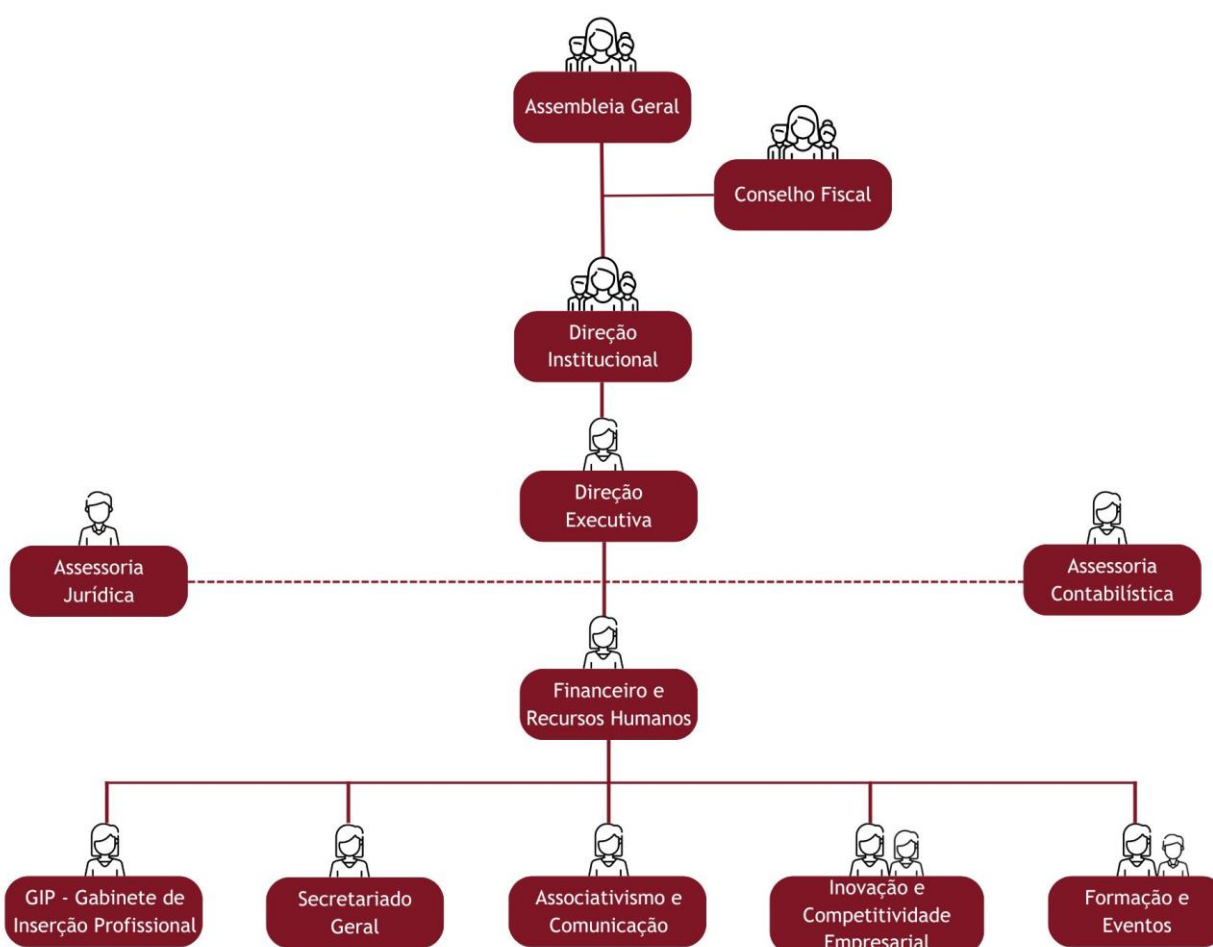 Assembleia Geral
Conselho Fiscal
Direção
Institucional
Direção
Executiva
Assessoria
Jurídica
Assessoria
Contabilística
Financeiro e
Recursos Humanos
GIP - Gabinete de
Inserção Profissional
Secretariado
Geral
Associativismo e
Comunicação
Inovação e
Competitividade
Empresarial
Formação e
Eventos